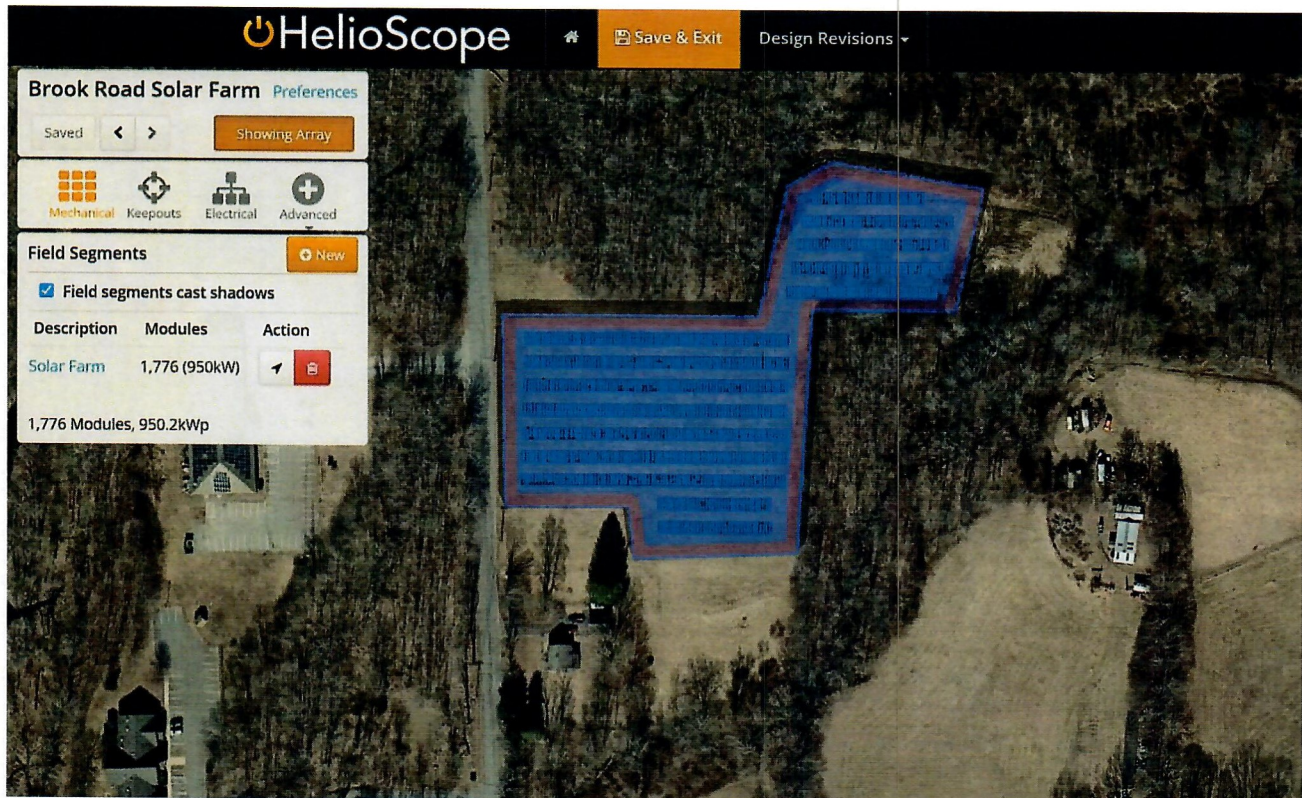 HelioScope
Save & Exit
Design Revisions
Brook Road Solar Farm Preferences
Saved < > Showing Array
Mechanical Keepouts Electrical Advanced
Field Segments New
Field segments cast shadows
Description Modules Action
Solar Farm 1,776 (950kW)
1,776 Modules, 950.2kWp